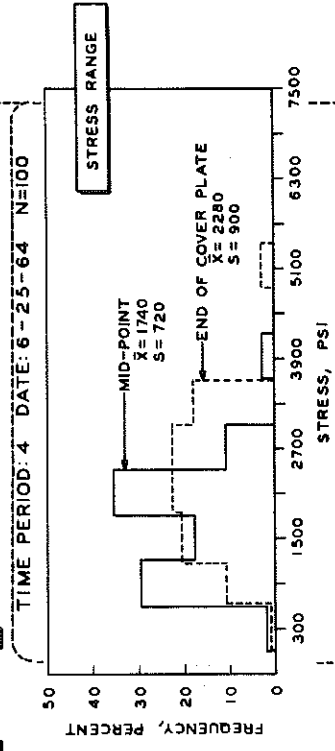 TIME PERIOD: 4 DATE: 6-25-64 N=100
STRESS RANGE
MID-POINT
X̄ = 1740
S = 720
END OF COVER PLATE
X̄ = 2280
S = 900
FREQUENCY, PERCENT
50
40
30
20
10
0
300
1500
2700
3900
5100
6300
7500
STRESS, PSI